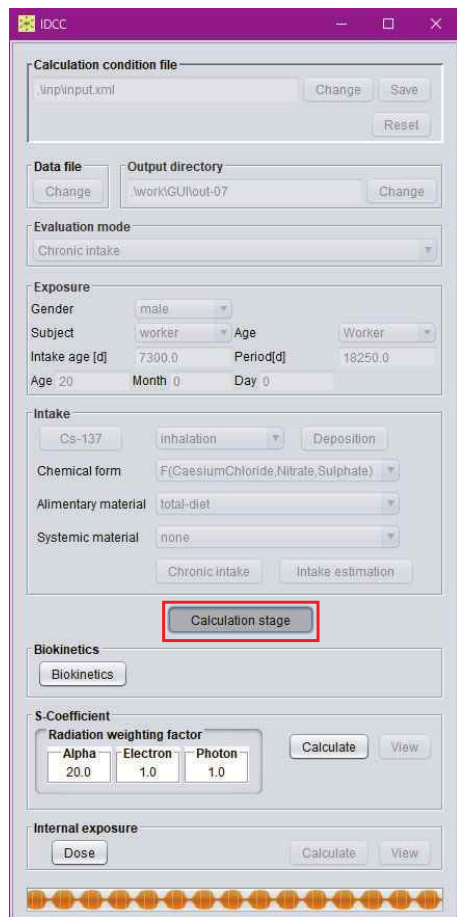 IDCC
Calculation condition file
.\inp\input.xml
Change
Save
Reset
Data file
Output directory
Change
.\work\GUI\out-07
Change
Evaluation mode
Chronic intake
Exposure
Gender
male
Subject
worker
Age
Worker
Intake age [d]
7300.0
Period[d]
18250.0
Age 20
Month 0
Day 0
Intake
Cs-137
inhalation
Deposition
Chemical form
F(CaesiumChloride,Nitrate,Sulphate)
Alimentary material
total-diet
Systemic material
none
Chronic intake
Intake estimation
Calculation stage
Biokinetics
Biokinetics
S-Coefficient
Radiation weighting factor
Alpha
Electron
Photon
20.0
1.0
1.0
Calculate
View
Internal exposure
Dose
Calculate
View